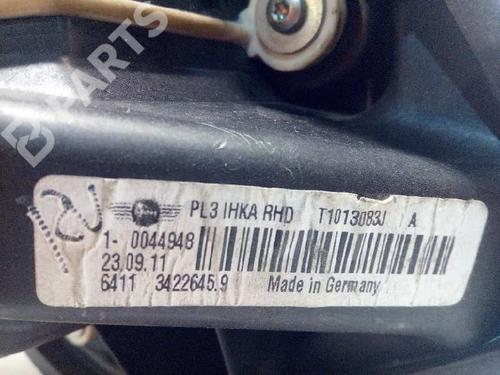 B PARTS
PL3 IHKA RHD T1013083J A
1- 0044948
23.09.11
6411 3422645.9 Made in Germany